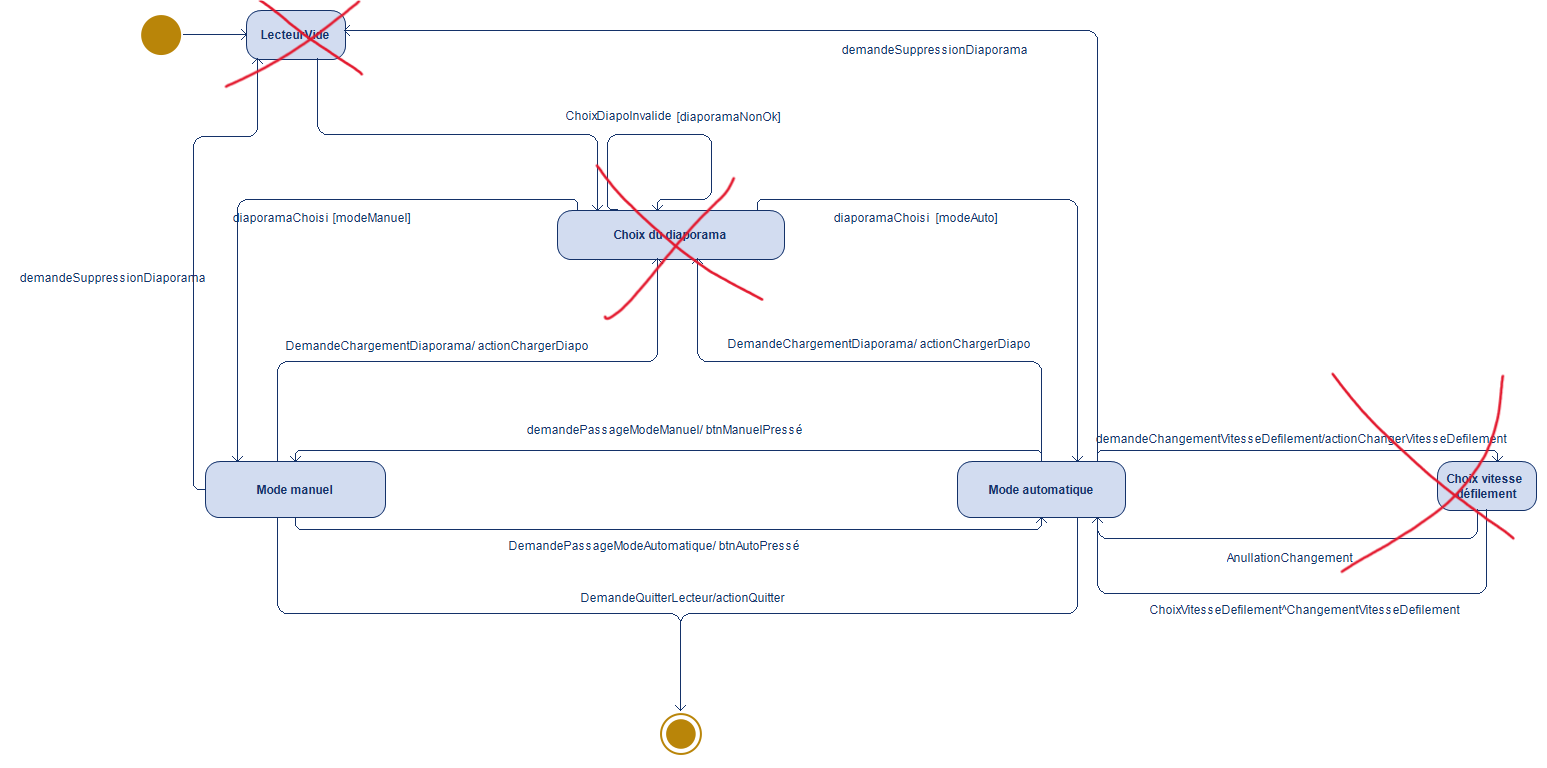 LecteurVide
demandeSuppressionDiaporama
ChoixDiapoInvalide [diaporamaNonOk]
diaporamaChoisi [modeManuel]
diaporamaChoisi [modeAuto]
Choix du diaporama
demandeSuppressionDiaporama
DemandeChargementDiaporama/ actionChargerDiapo
DemandeChargementDiaporama/ actionChargerDiapo
demandePassageModeManuel/ btnManuelPressé
demandeChangementVitesseDefilement/actionChangerVitesseDefilement
Mode manuel
Mode automatique
Choix vitesse
défilement
DemandePassageModeAutomatique/ btnAutoPressé
AnullationChangement
DemandeQuitterLecteur/actionQuitter
ChoixVitesseDefilement^ChangementVitesseDefilement